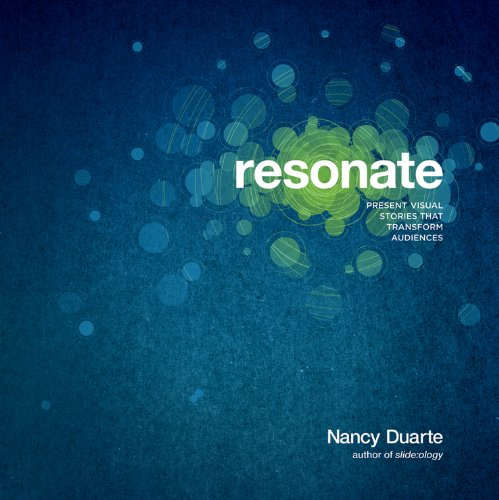 resonate
PRESENT VISUAL
STORIES THAT
TRANSFORM
AUDIENCES
Nancy Duarte
author of slide:ology